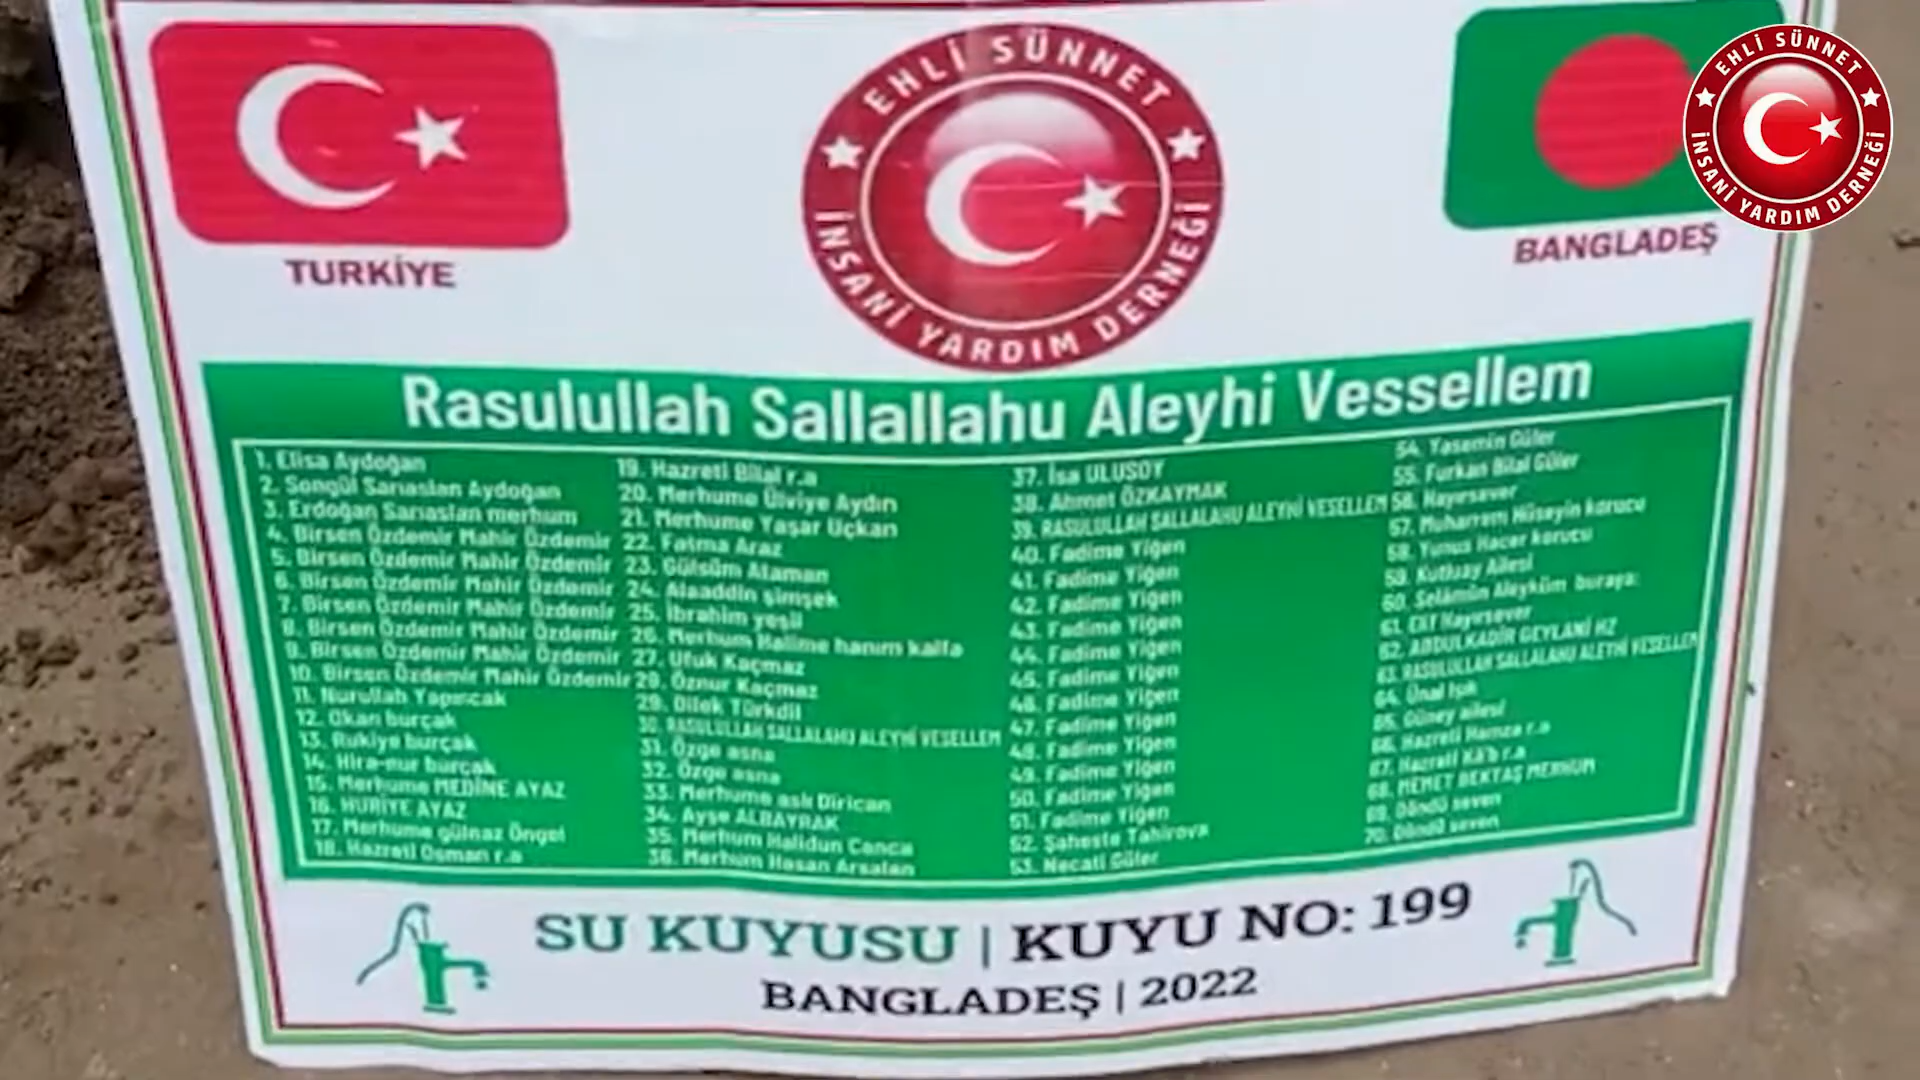 EHLİ SÜNNET
İNSANİ YARDIM DERNEĞİ
EHLİ SÜNNET
İNSANİ YARDIM DERNEĞİ
TURKİYE
BANGLADEŞ
Rasulullah Sallallahu Aleyhi Vessellem
1. Elisa Aydoğan
2. Songül Sarıaslan Aydoğan
3. Erdoğan Sarıaslan merhum
4. Birsen Özdemir Mahir Özdemir
5. Birsen Özdemir Mahir Özdemir
6. Birsen Özdemir Mahir Özdemir
7. Birsen Özdemir Mahir Özdemir
8. Birsen Özdemir Mahir Özdemir
9. Birsen Özdemir Mahir Özdemir
10. Birsen Özdemir Mahir Özdemir
11. Nurullah Yapıncak
12. Okan burçak
13. Rukiye burçak
14. Hira-nur burçak
15. Merhume MEDİNE AYAZ
16. HURİYE AYAZ
17. Merhume gülnaz Öngel
18. Hazreti Osman r.a
19. Hazreti Bilal r.a
20. Merhume Ülviye Aydın
21. Merhume Yaşar Uçkan
22. Fatma Araz
23. Gülsüm Ataman
24. Alaaddin şimşek
25. İbrahim yeşil
26. Merhum Halime hanım kalfa
27. Ufuk Kaçmaz
28. Öznur Kaçmaz
29. Dilek Türkdil
30. RASULULLAH SALLALAHU ALEYHİ VESELLEM
31. Özge asna
32. Özge asna
33. Merhume aslı Dirican
34. Ayşe ALBAYRAK
35. Merhum Halidun Canca
36. Merhum Hasan Arsalan
37. İsa ULUSOY
38. Ahmet ÖZKAYMAK
39. RASULULLAH SALLALAHU ALEYHİ VESELLEM
40. Fadime Yiğen
41. Fadime Yiğen
42. Fadime Yiğen
43. Fadime Yiğen
44. Fadime Yiğen
45. Fadime Yiğen
46. Fadime Yiğen
47. Fadime Yiğen
48. Fadime Yiğen
49. Fadime Yiğen
50. Fadime Yiğen
51. Fadime Yiğen
52. Şaheste Tahirova
53. Necati Güler
54. Yasemin Güler
55. Furkan Bilal Güler
56. Hayırsever
57. Muharrem Hüseyin korucu
58. Yunus Hacer korucu
59. Kutluay Ailesi
60. Selâmün Aleyküm buraya:
61. Elif Hayırsever
62. ABDULKADİR GEYLANİ HZ
63. RASULULLAH SALLALAHU ALEYHİ VESELLEM
64. Ünal Işık
65. Güney ailesi
66. Hazreti Hamza r.a
67. Hazreti Kâ'b r.a
68. MEMET BEKTAŞ MERHUM
69. Döndü seven
70. Döndü seven
SU KUYUSU | KUYU NO: 199
BANGLADEŞ | 2022